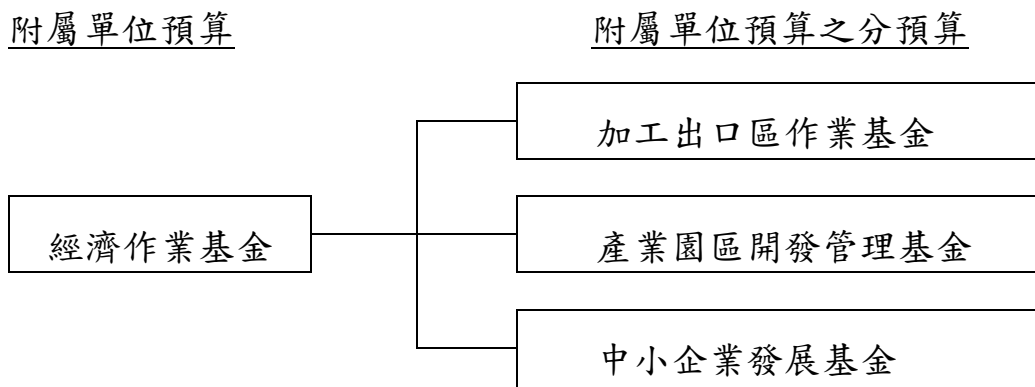 附屬單位預算
附屬單位預算之分預算
加工出口區作業基金
經濟作業基金
產業園區開發管理基金
中小企業發展基金